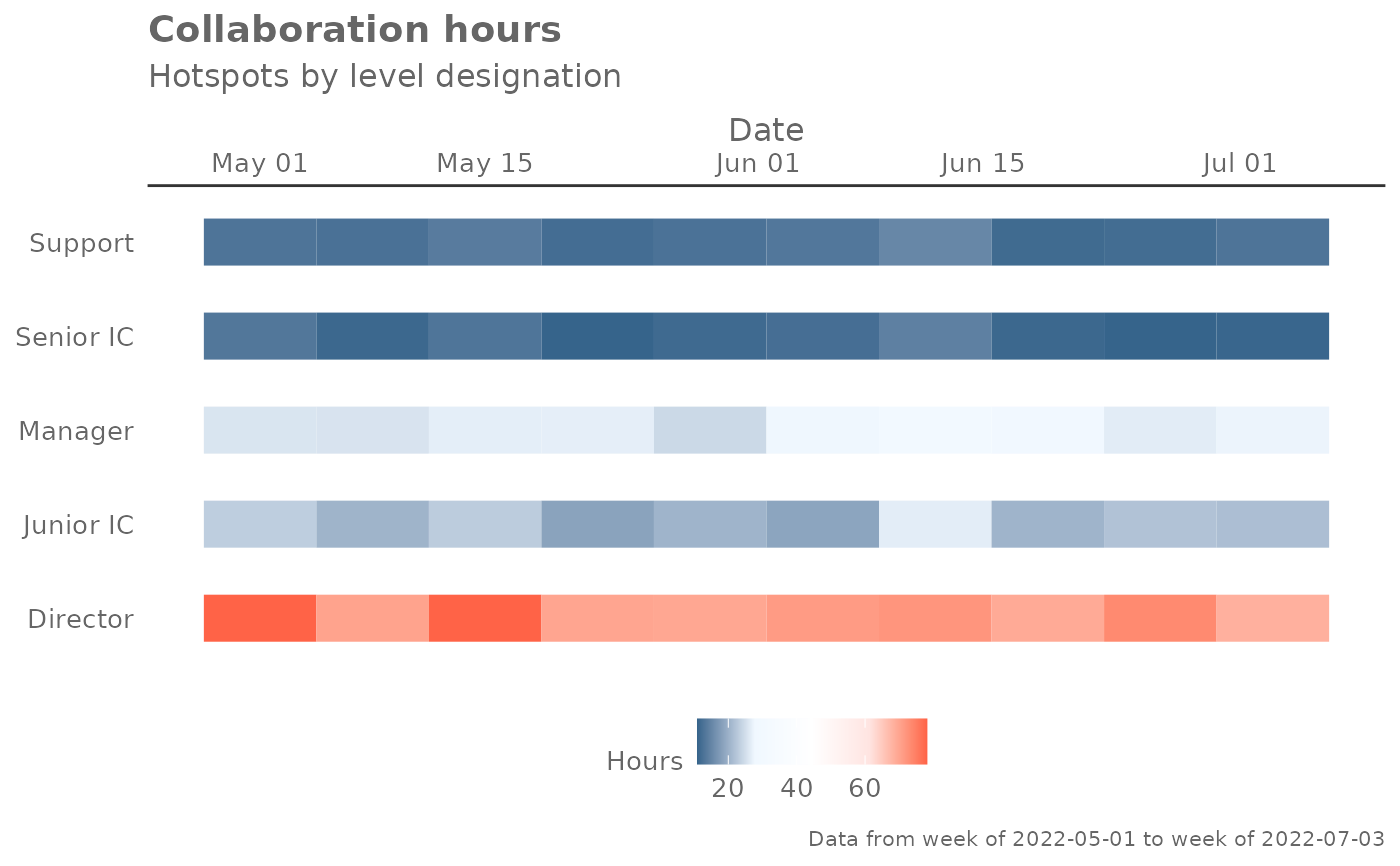 Collaboration hours
Hotspots by level designation
Date
May 01 May 15 Jun 01 Jun 15 Jul 01
Support
Senior IC
Manager
Junior IC
Director
Hours
20 40 60
Data from week of 2022-05-01 to week of 2022-07-03